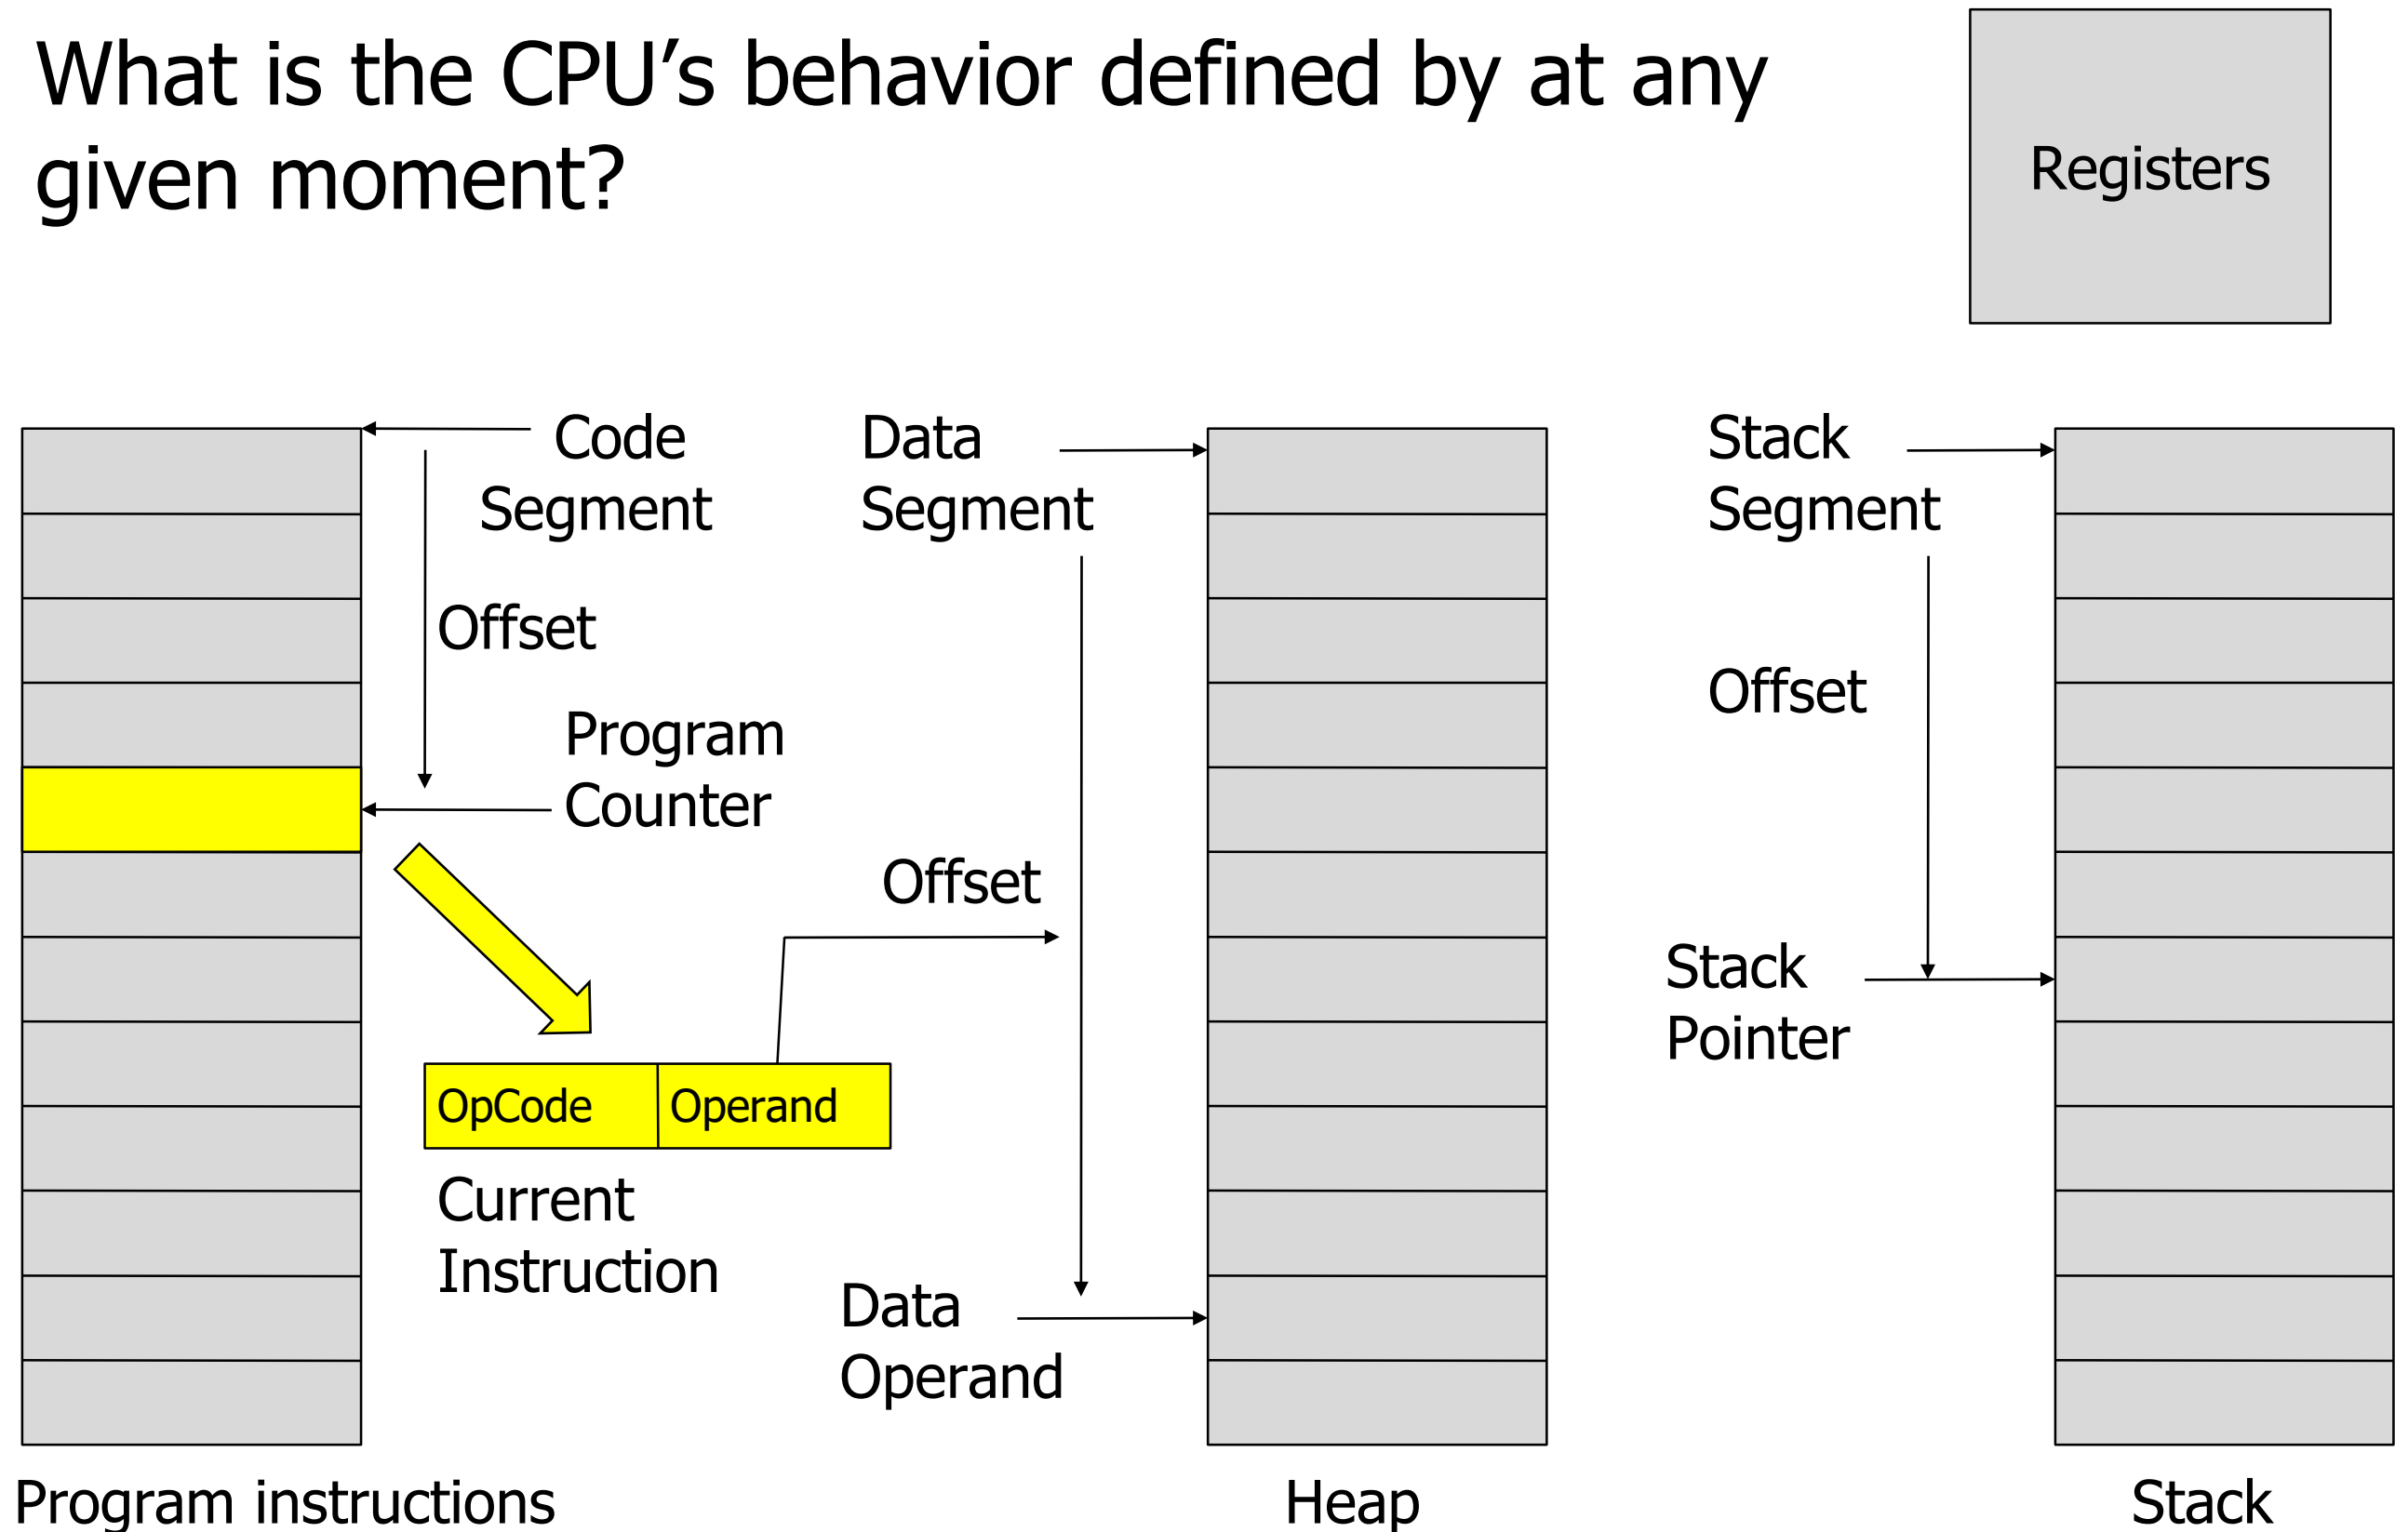 What is the CPU’s behavior defined by at any
given moment?
Registers
Code
Segment
Offset
Program
Counter
OpCode
Operand
Current
Instruction
Data
Segment
Offset
Data
Operand
Stack
Segment
Offset
Stack
Pointer
Program instructions
Heap
Stack